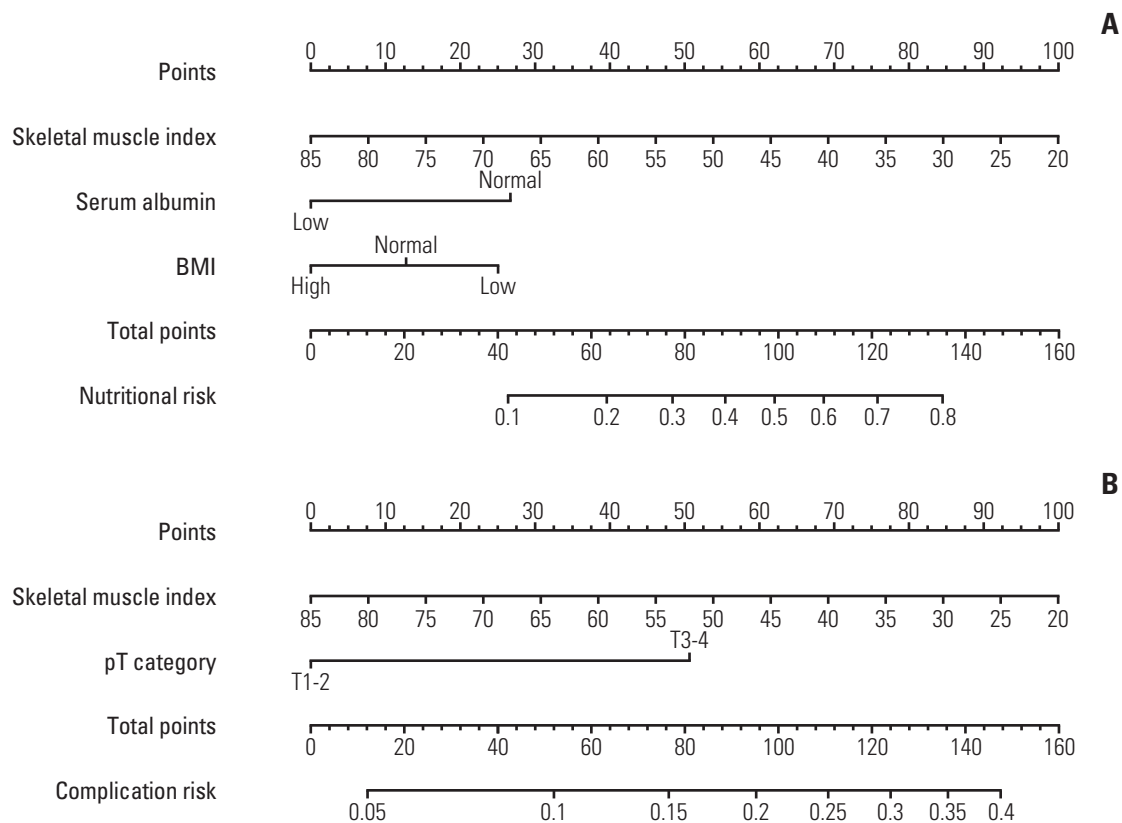 A
0 10 20 30 40 50 60 70 80 90 100
Points
Skeletal muscle index
85 80 75 70 65 60 55 50 45 40 35 30 25 20
Normal
Serum albumin
Low
Normal
BMI
High Low
Total points
0 20 40 60 80 100 120 140 160
Nutritional risk
0.1 0.2 0.3 0.4 0.5 0.6 0.7 0.8
B
0 10 20 30 40 50 60 70 80 90 100
Points
Skeletal muscle index
85 80 75 70 65 60 55 50 45 40 35 30 25 20
T3-4
pT category
T1-2
Total points
0 20 40 60 80 100 120 140 160
Complication risk
0.05 0.1 0.15 0.2 0.25 0.3 0.35 0.4